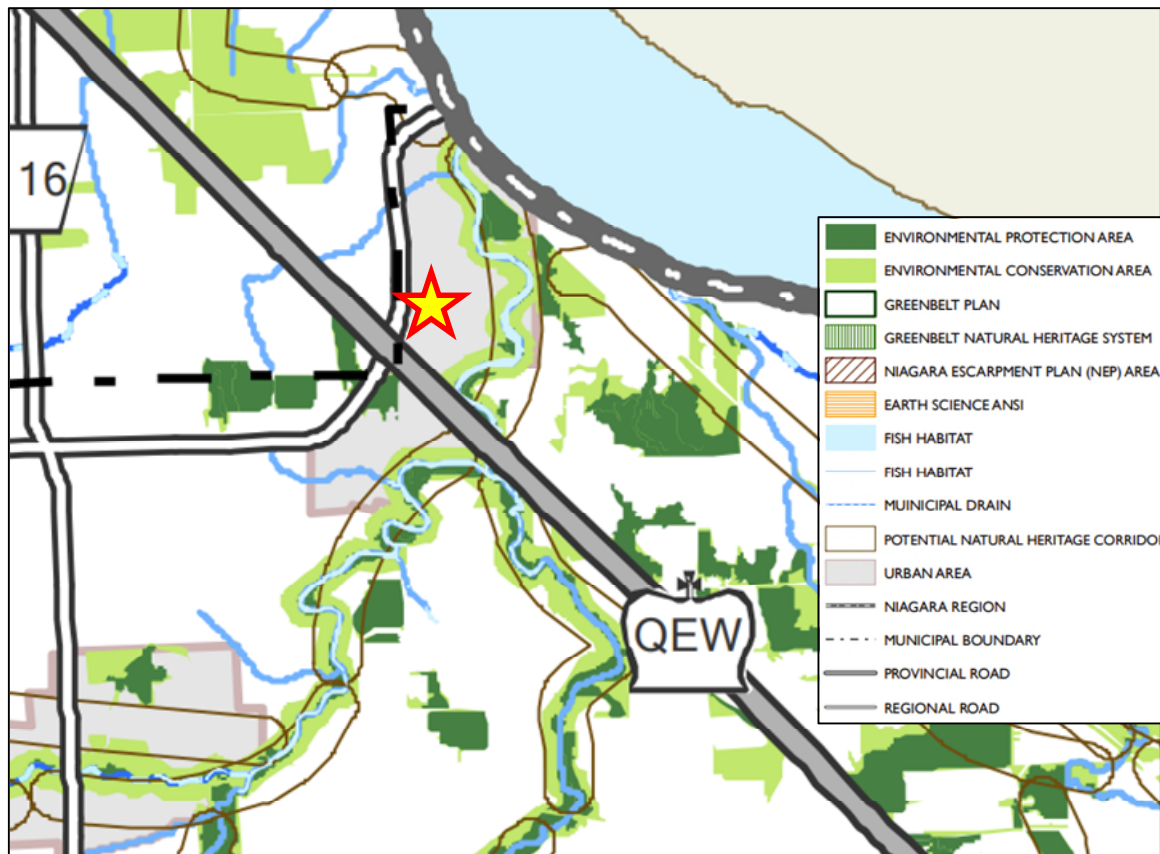 16
ENVIRONMENTAL PROTECTION AREA
ENVIRONMENTAL CONSERVATION AREA
GREENBELT PLAN
GREENBELT NATURAL HERITAGE SYSTEM
NIAGARA ESCARPMENT PLAN (NEP) AREA
EARTH SCIENCE ANSI
FISH HABITAT
FISH HABITAT
MUINICIPAL DRAIN
POTENTIAL NATURAL HERITAGE CORRIDO
URBAN AREA
NIAGARA REGION
MUNICIPAL BOUNDARY
PROVINCIAL ROAD
REGIONAL ROAD
QEW